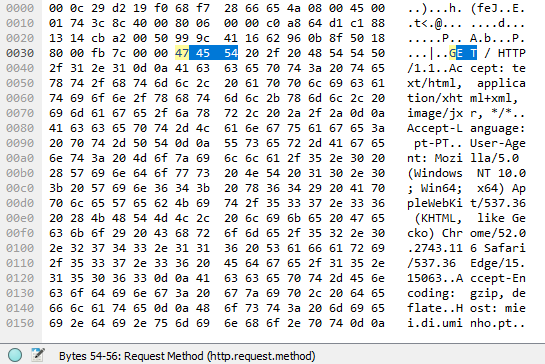 0000 00 0c 29 d2 19 f0 68 f7 28 66 65 4a 08 00 45 00 ..)...h. (feJ..E.
0010 01 74 3c 8c 40 00 80 06 00 00 c0 a8 64 d1 c1 88 .t<.@... ....d...
0020 13 14 cb a2 00 50 99 9c 41 16 62 96 0b 8f 50 18 .....P.. A.b...P.
0030 80 00 fb 7c 00 00 47 45 54 20 2f 20 48 54 54 50 ...|..GE T / HTTP
0040 2f 31 2e 31 0d 0a 41 63 63 65 70 74 3a 20 74 65 /1.1..Ac cept: te
0050 78 74 2f 68 74 6d 6c 2c 20 61 70 70 6c 69 63 61 xt/html, applica
0060 74 69 6f 6e 2f 78 68 74 6d 6c 2b 78 6d 6c 2c 20 tion/xht ml+xml,
0070 69 6d 61 67 65 2f 6a 78 72 2c 20 2a 2f 2a 0d 0a image/jx r, */*..
0080 41 63 63 65 70 74 2d 4c 61 6e 67 75 61 67 65 3a Accept-L anguage:
0090 20 70 74 2d 50 54 0d 0a 55 73 65 72 2d 41 67 65 pt-PT.. User-Age
00a0 6e 74 3a 20 4d 6f 7a 69 6c 6c 61 2f 35 2e 30 20 nt: Mozi lla/5.0
00b0 28 57 69 6e 64 6f 77 73 20 4e 54 20 31 30 2e 30 (Windows NT 10.0
00c0 3b 20 57 69 6e 36 34 3b 20 78 36 34 29 20 41 70 ; Win64; x64) Ap
00d0 70 6c 65 57 65 62 4b 69 74 2f 35 33 37 2e 33 36 pleWebKi t/537.36
00e0 20 28 4b 48 54 4d 4c 2c 20 6c 69 6b 65 20 47 65 (KHTML, like Ge
00f0 63 6b 6f 29 20 43 68 72 6f 6d 65 2f 35 32 2e 30 cko) Chr ome/52.0
0100 2e 32 37 34 33 2e 31 31 36 20 53 61 66 61 72 69 .2743.11 6 Safari
0110 2f 35 33 37 2e 33 36 20 45 64 67 65 2f 31 35 2e /537.36 Edge/15.
0120 31 35 30 36 33 0d 0a 41 63 63 65 70 74 2d 45 6e 15063..A ccept-En
0130 63 6f 64 69 6e 67 3a 20 67 7a 69 70 2c 20 64 65 coding: gzip, de
0140 66 6c 61 74 65 0d 0a 48 6f 73 74 3a 20 6d 69 65 flate..H ost: mie
0150 69 2e 64 69 2e 75 6d 69 6e 68 6f 2e 70 74 0d 0a i.di.umi nho.pt..
Bytes 54-56: Request Method (http.request.method)